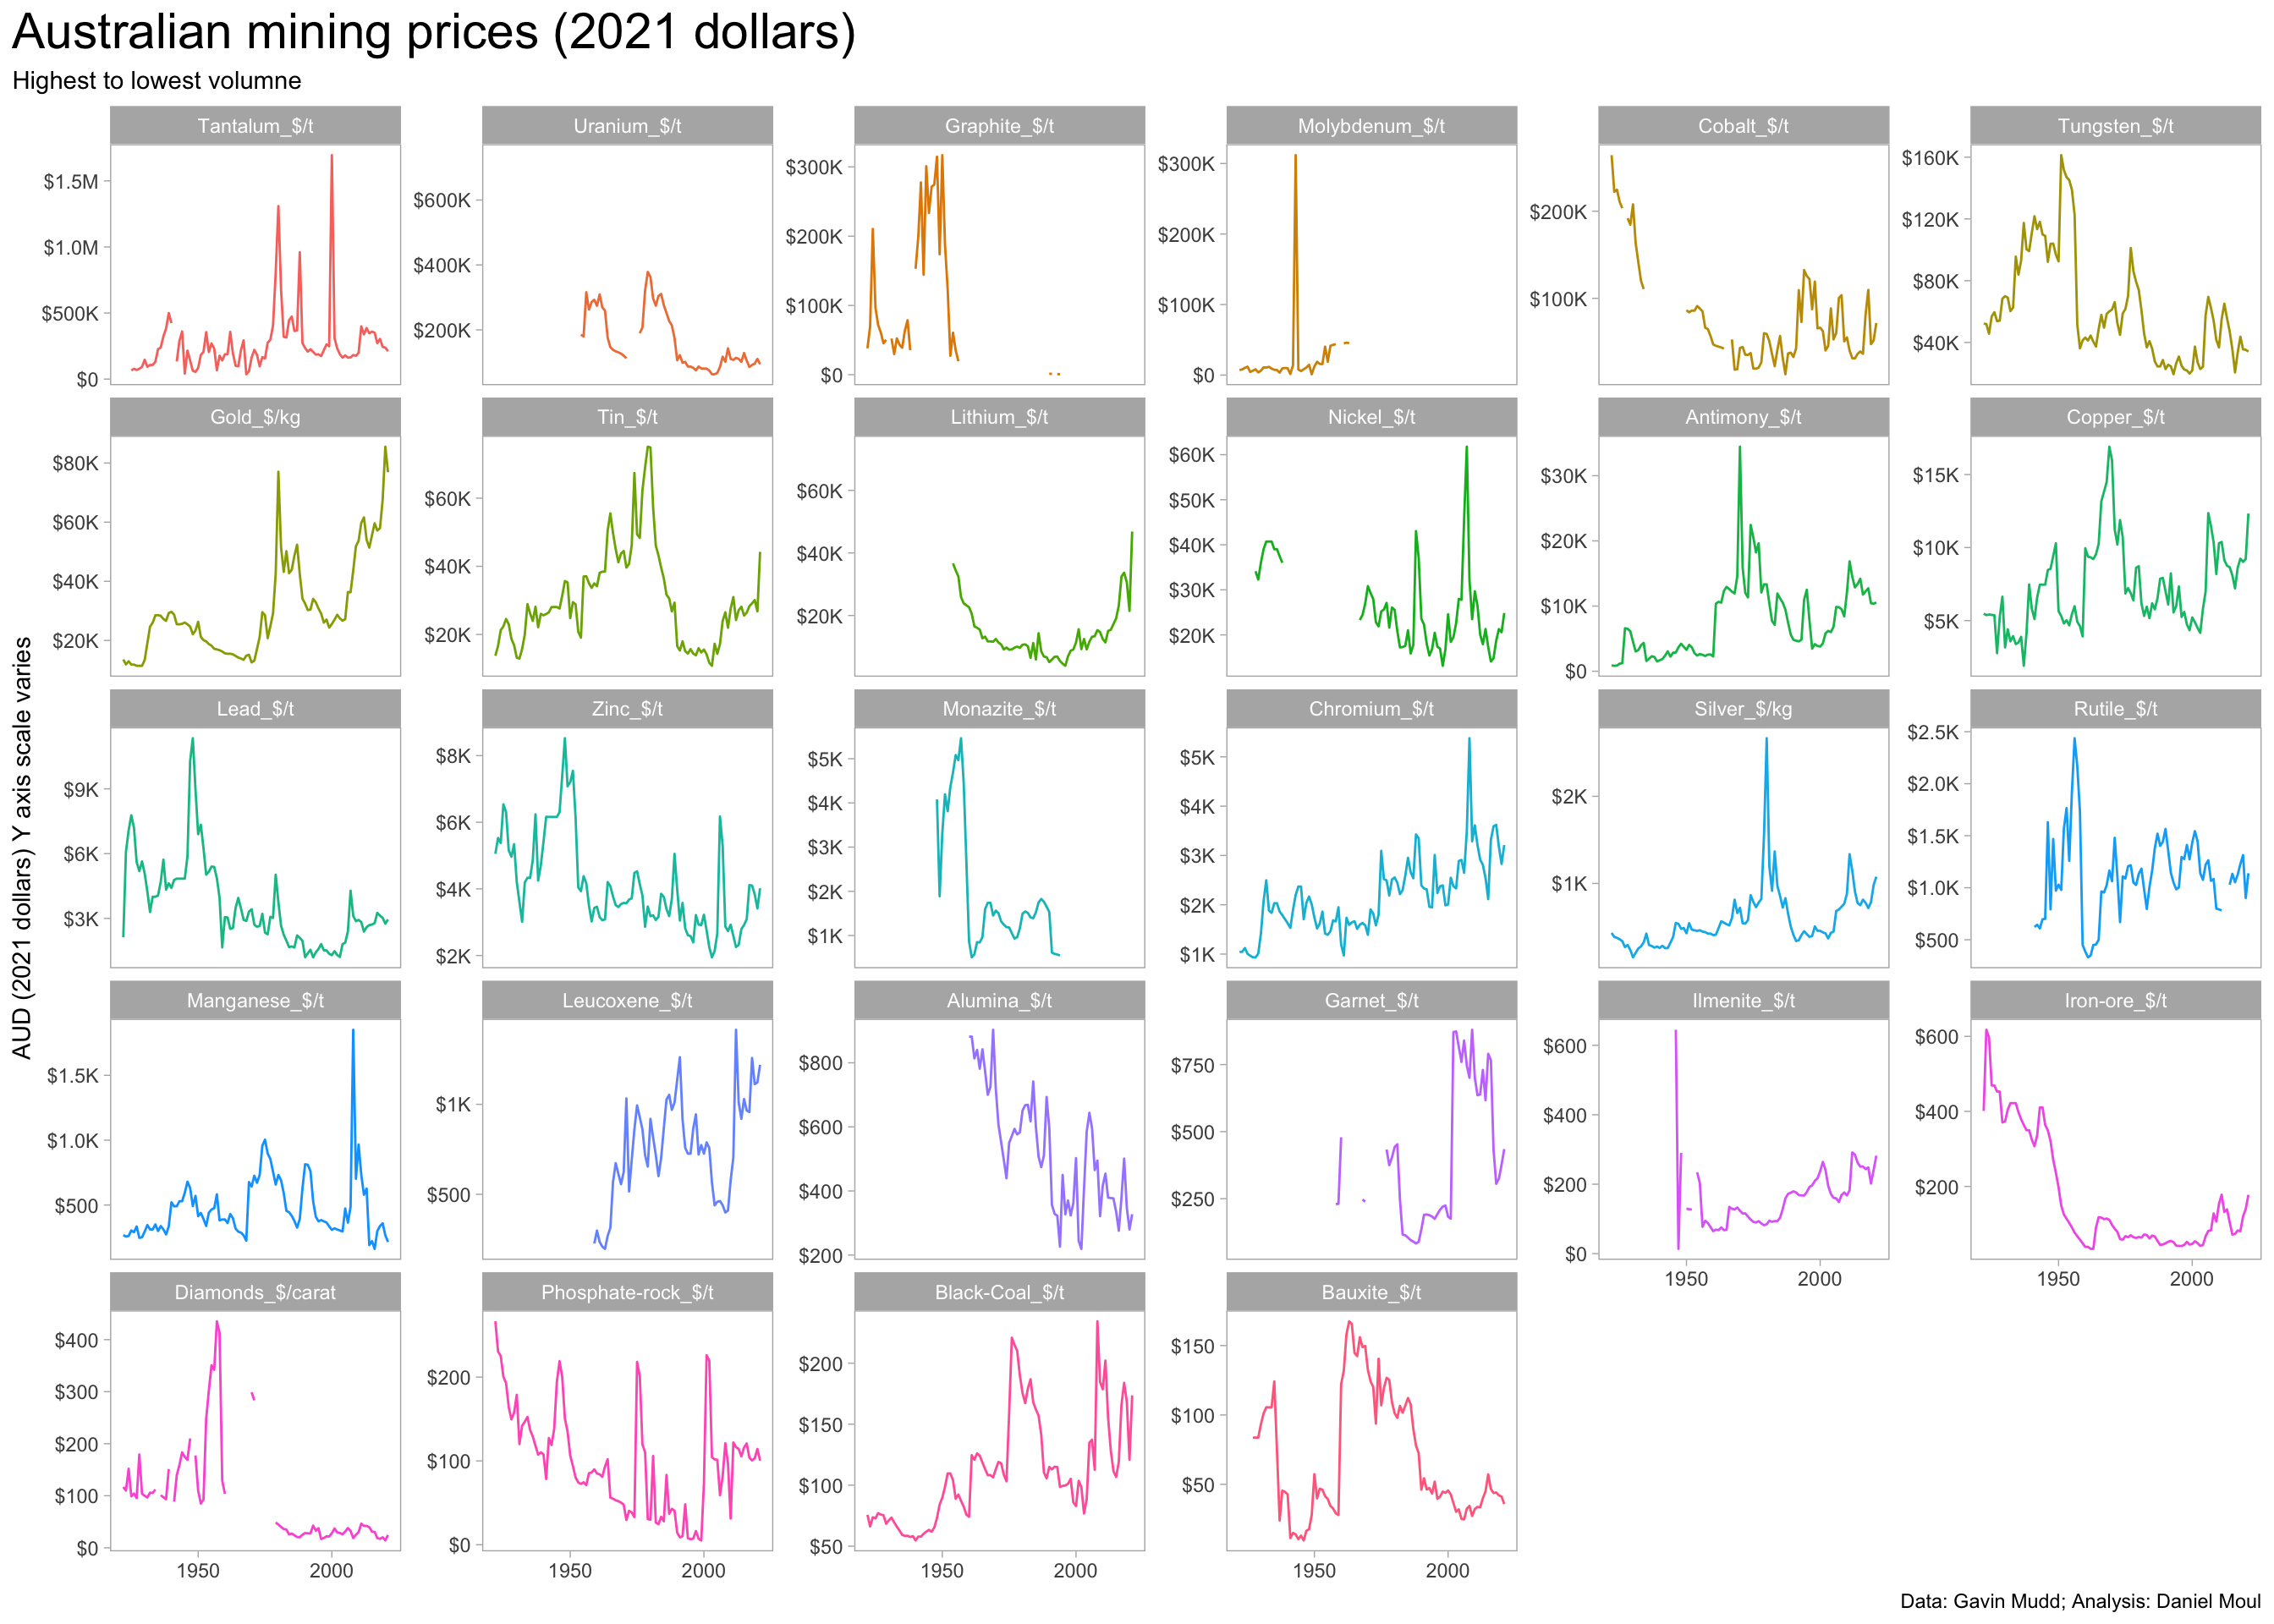 Australian mining prices (2021 dollars)
Highest to lowest volumne
AUD (2021 dollars) Y axis scale varies
Tantalum_$/t
$1.5M
$1.0M
$500K
$0
Uranium_$/t
$600K
$400K
$200K
Graphite_$/t
$300K
$200K
$100K
$0
Molybdenum_$/t
$300K
$200K
$100K
$0
Cobalt_$/t
$200K
$100K
Tungsten_$/t
$160K
$120K
$80K
$40K
Gold_$/kg
$80K
$60K
$40K
$20K
Tin_$/t
$60K
$40K
$20K
Lithium_$/t
$60K
$40K
$20K
Nickel_$/t
$60K
$50K
$40K
$30K
$20K
Antimony_$/t
$30K
$20K
$10K
$0
Copper_$/t
$15K
$10K
$5K
Lead_$/t
$9K
$6K
$3K
Zinc_$/t
$8K
$6K
$4K
$2K
Monazite_$/t
$5K
$4K
$3K
$2K
$1K
Chromium_$/t
$5K
$4K
$3K
$2K
$1K
Silver_$/kg
$2K
$1K
Rutile_$/t
$2.5K
$2.0K
$1.5K
$1.0K
$500
Manganese_$/t
$1.5K
$1.0K
$500
Leucoxene_$/t
$1K
$500
Alumina_$/t
$800
$600
$400
$200
Garnet_$/t
$750
$500
$250
Ilmenite_$/t
$600
$400
$200
$0
1950 2000
Iron-ore_$/t
$600
$400
$200
1950 2000
Diamonds_$/carat
$400
$300
$200
$100
$0
1950 2000
Phosphate-rock_$/t
$200
$100
$0
1950 2000
Black-Coal_$/t
$200
$150
$100
$50
1950 2000
Bauxite_$/t
$150
$100
$50
1950 2000
Data: Gavin Mudd; Analysis: Daniel Moul